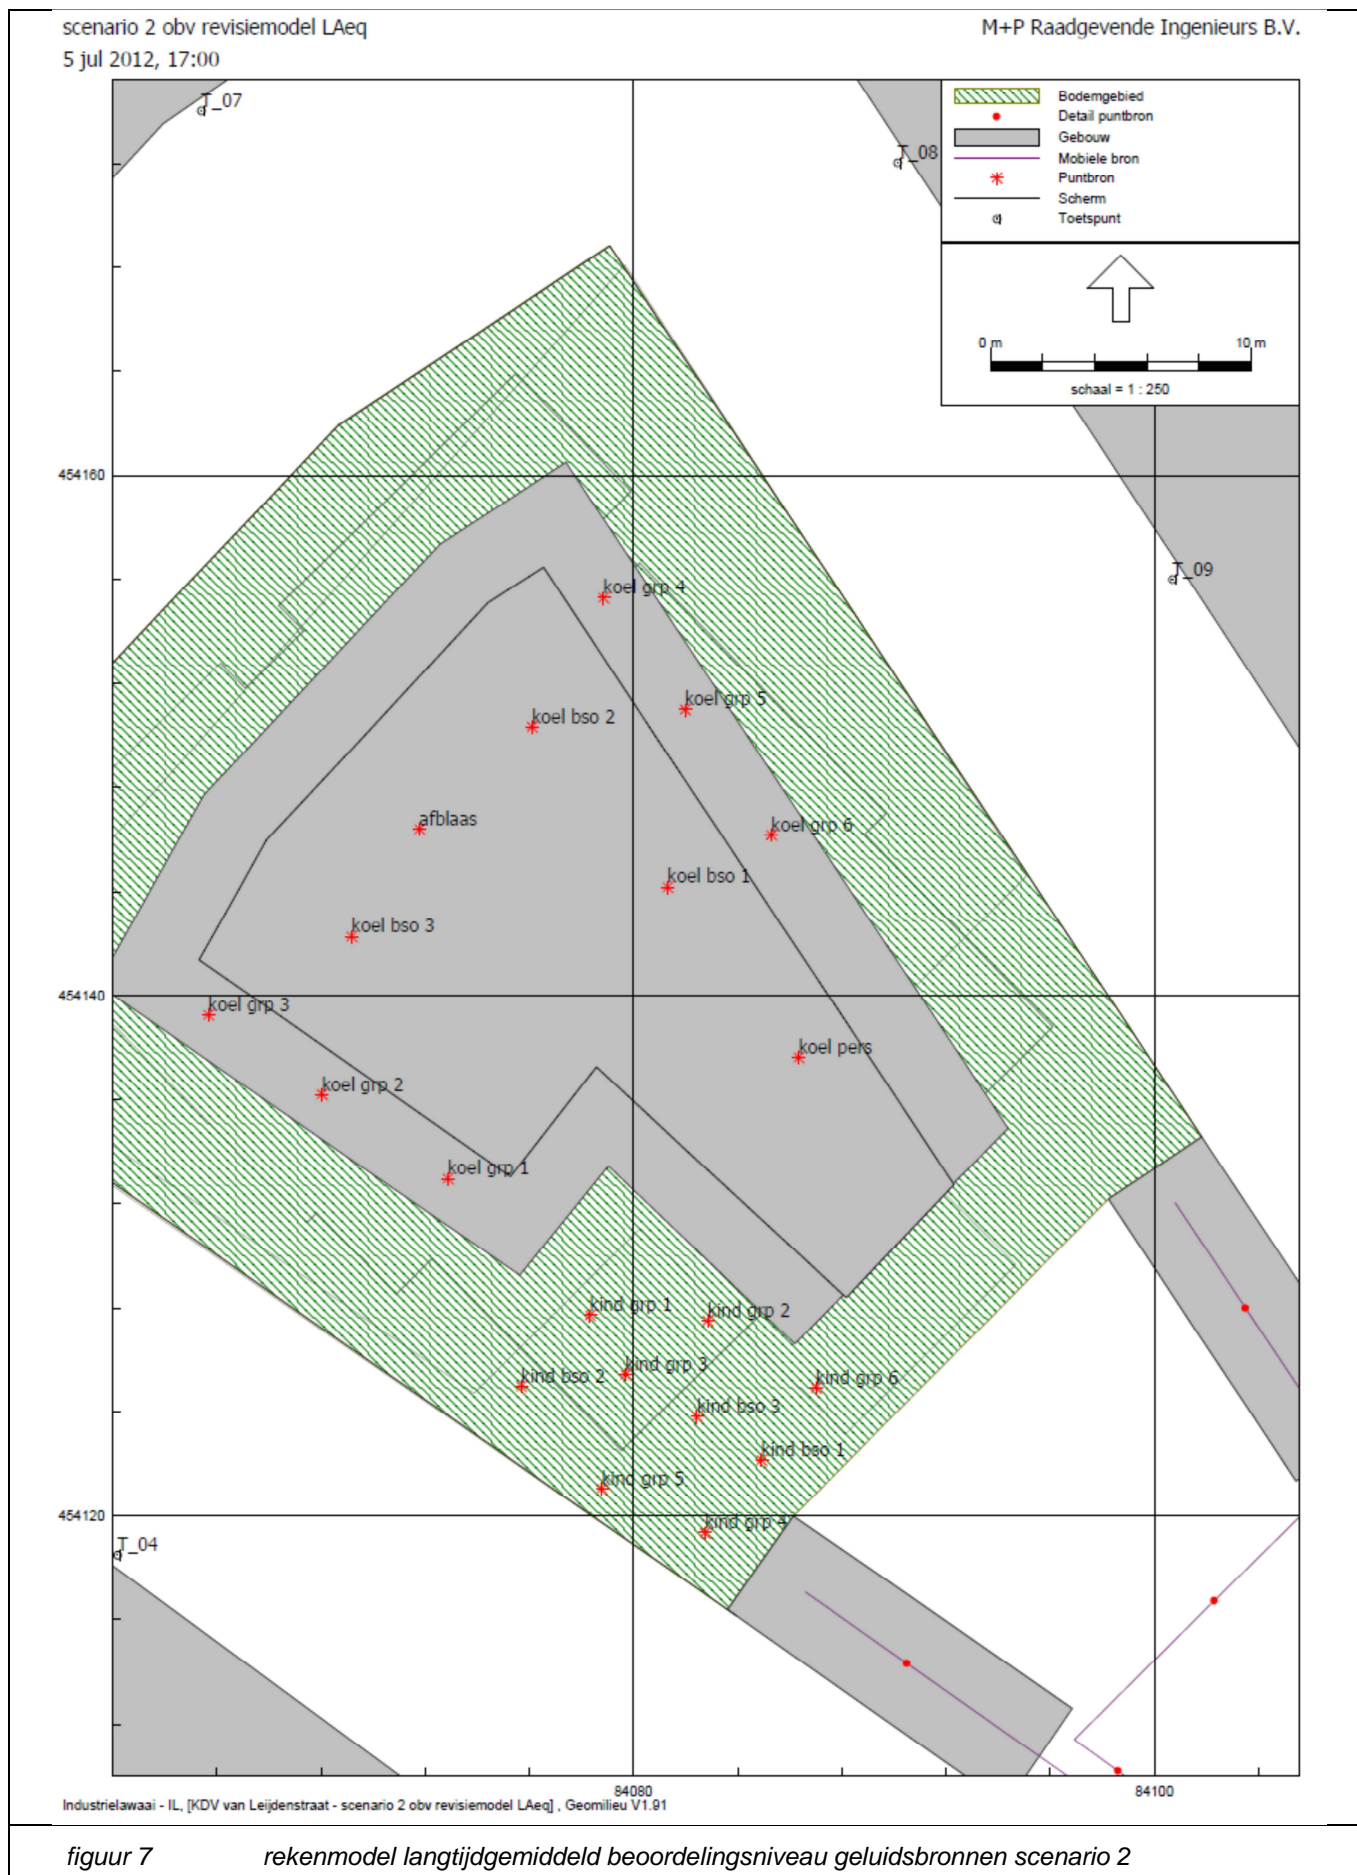 scenario 2 obv revisiemodel LAeq
M+P Raadgevende Ingenieurs B.V.
5 jul 2012, 17:00
T_07
T_08
Bodemgebied
Detail puntbron
Gebouw
Mobiele bron
Puntbron
Scherm
Toetspunt
0 m
10 m
schaal = 1 : 250
454160
T_09
koel grp 4
koel grp 5
koel bso 2
afblaas
koel grp 6
koel bso 1
koel bso 3
454140
koel grp 3
koel pers
koel grp 2
koel grp 1
kind grp 1
kind grp 2
kind grp 3
kind bso 2
kind grp 6
kind bso 3
kind bso 1
kind grp 5
454120
kind grp 4
T_04
84080
84100
Industrielawaai - IL, [KDV van Leijdenstraat - scenario 2 obv revisiemodel LAeq] , Geomilieu V1.91
figuur 7 rekenmodel langtijdgemiddeld beoordelingsniveau geluidsbronnen scenario 2